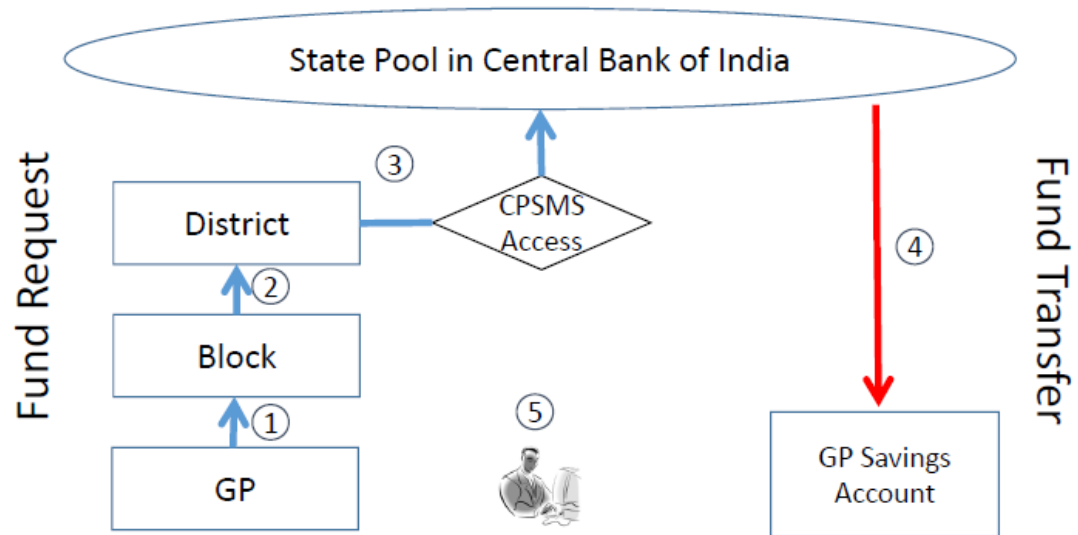 State Pool in Central Bank of India
Fund Request
③
District
CPSMS
Access
④
Fund Transfer
②
Block
①
⑤
GP
GP Savings
Account